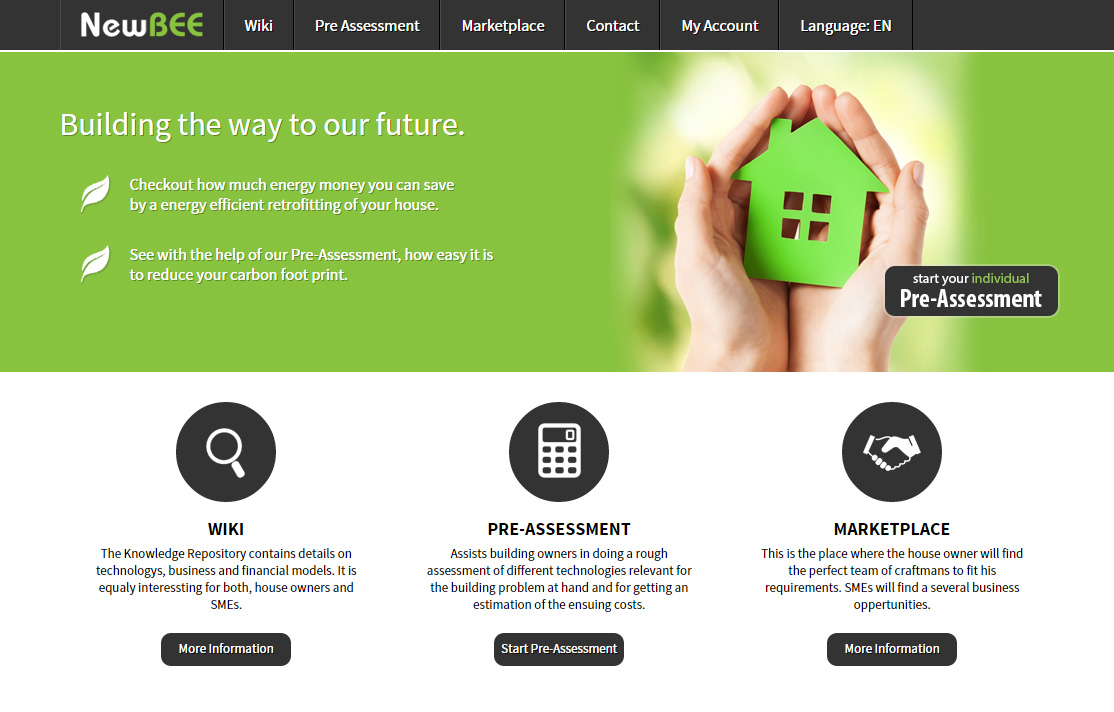 NewBEE
Wiki
Pre Assessment
Marketplace
Contact
My Account
Language: EN
Building the way to our future.
Checkout how much energy money you can save
by a energy efficient retrofitting of your house.
See with the help of our Pre-Assessment, how easy it is
to reduce your carbon foot print.
start your individual
Pre-Assessment
WIKI
The Knowledge Repository contains details on
technologys, business and financial models. It is
equaly interessting for both, house owners and
SMEs.
More Information
PRE-ASSESSMENT
Assists building owners in doing a rough
assessment of different technologies relevant for
the building problem at hand and for getting an
estimation of the ensuing costs.
Start Pre-Assessment
MARKETPLACE
This is the place where the house owner will find
the perfect team of craftmans to fit his
requirements. SMEs will find a several business
oppertunities.
More Information